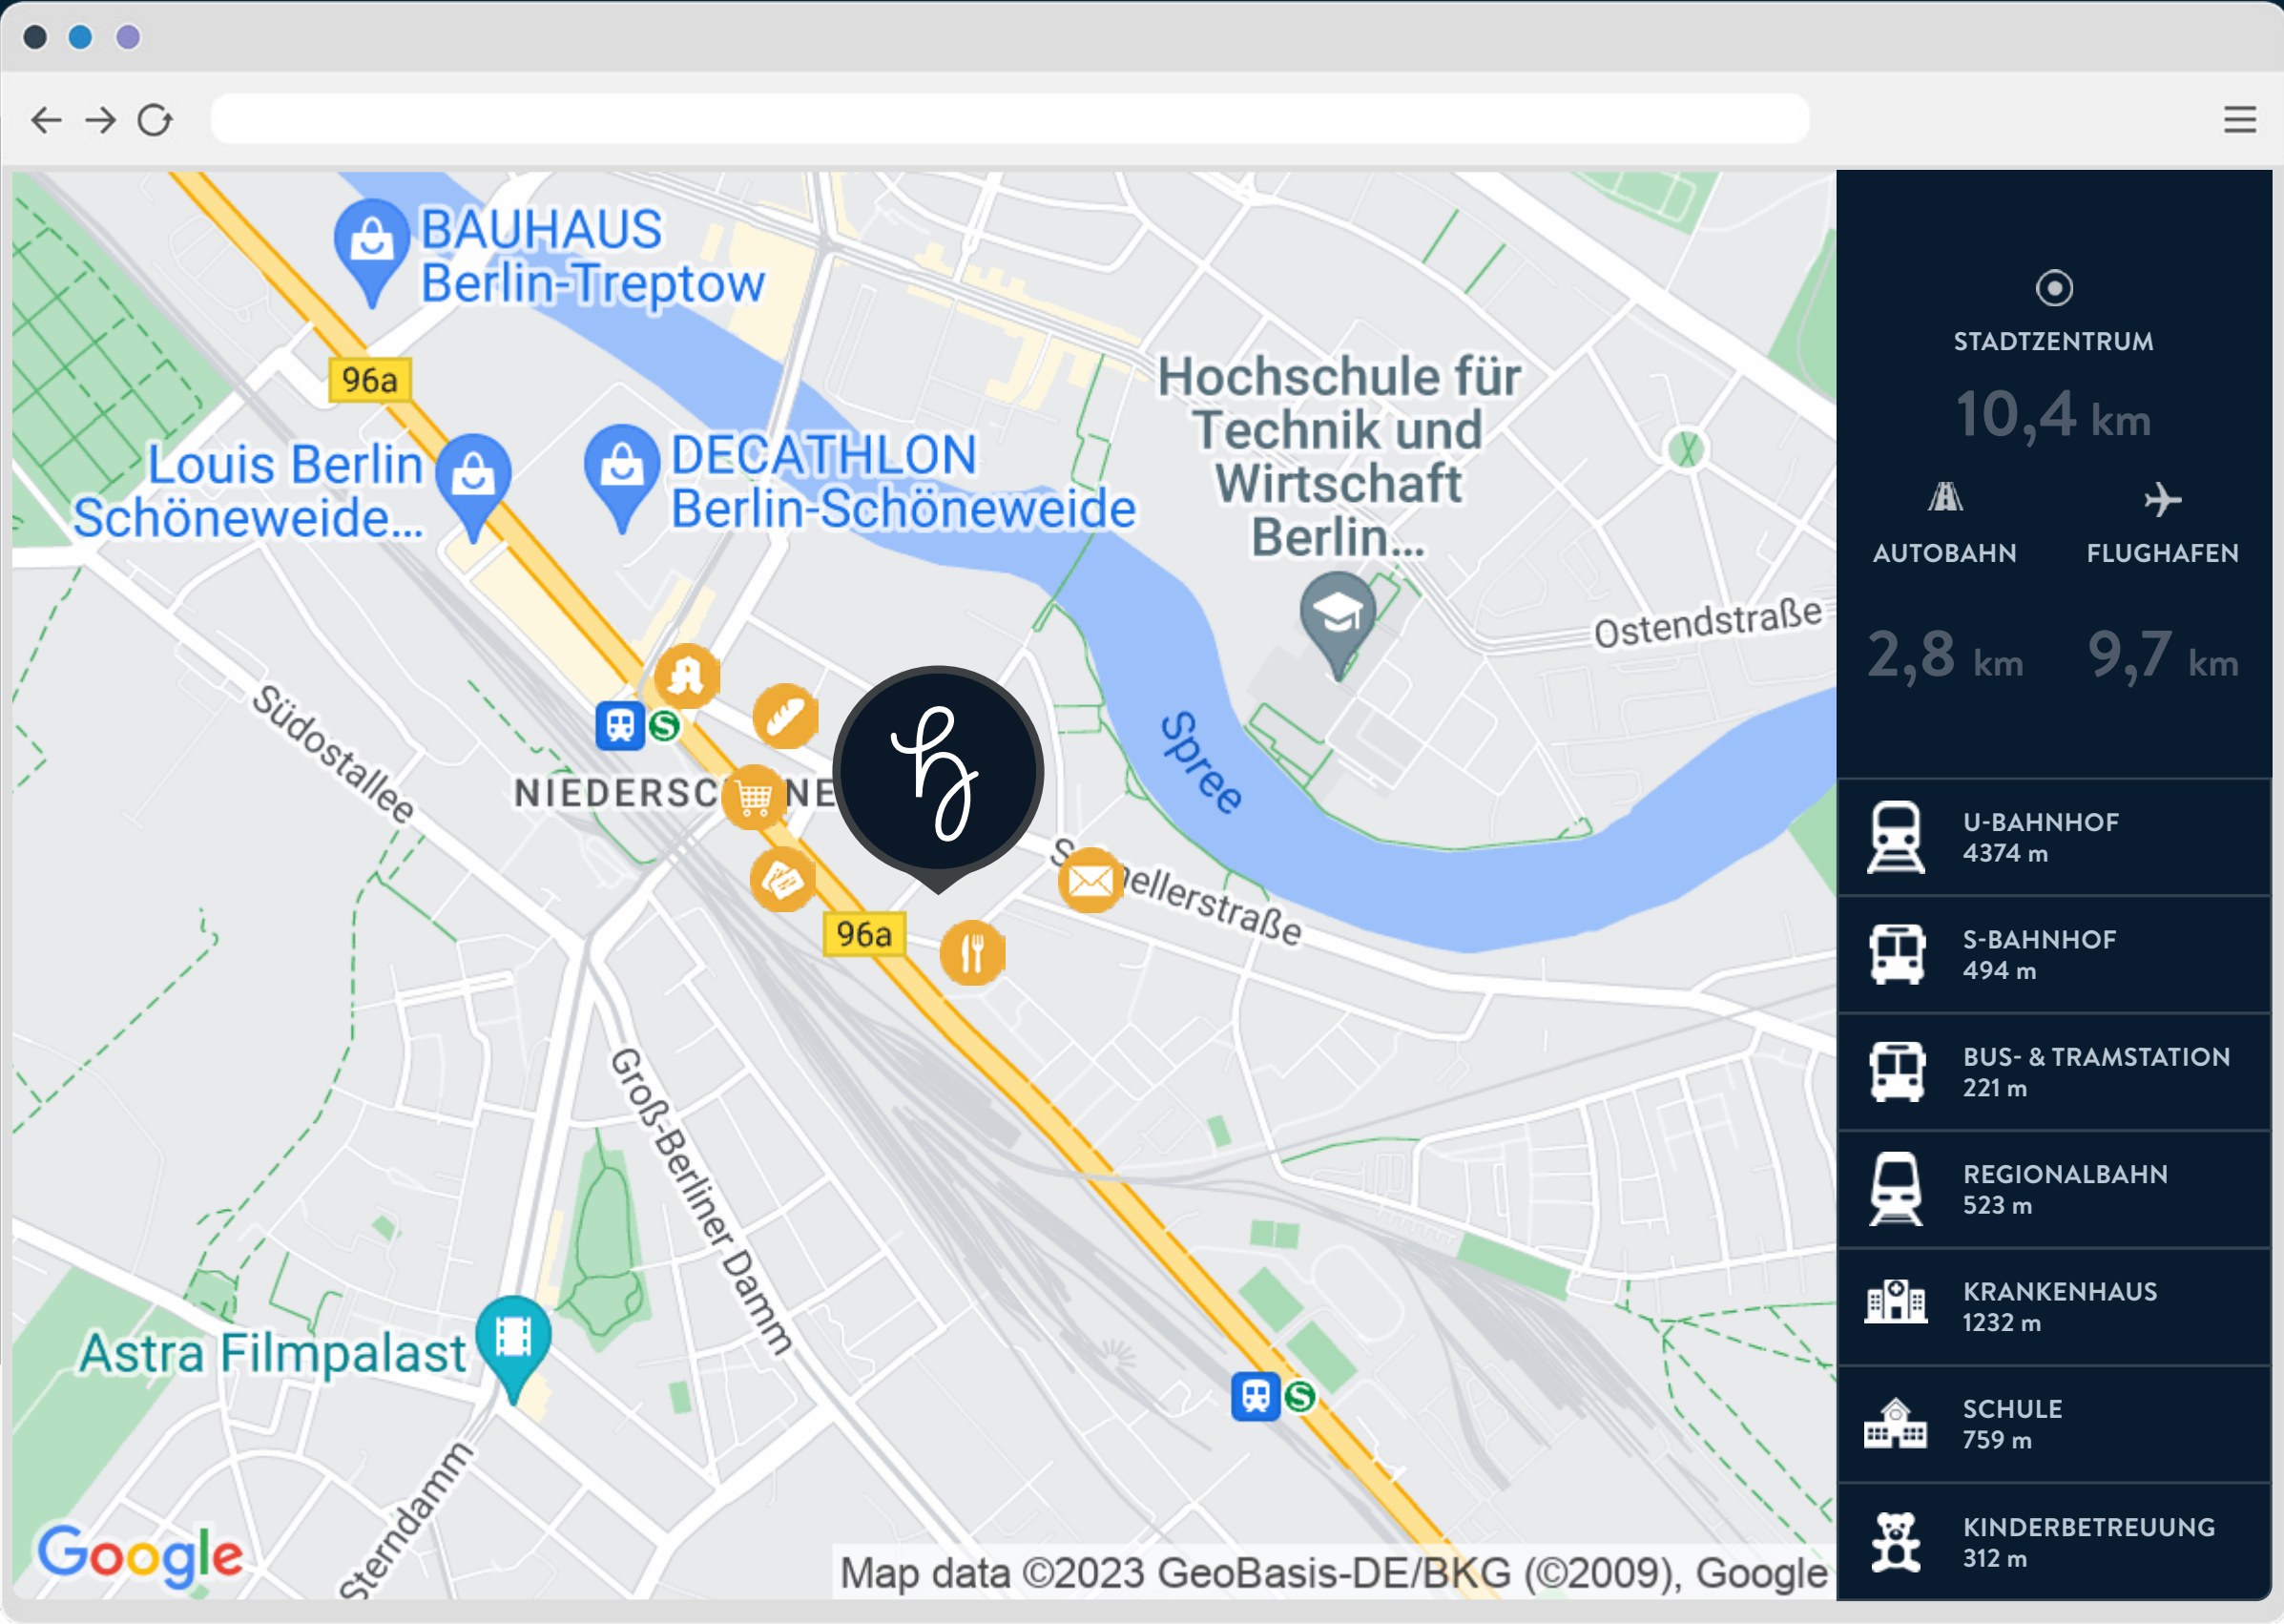 BAUHAUS
Berlin-Treptow
96a
Louis Berlin
Schöneweide...
DECATHLON
Berlin-Schöneweide
Hochschule für
Technik und
Wirtschaft
Berlin...
Ostendstraße
Südostallee
S
Spree
96a
Groß-Berliner Damm
Astra Filmpalast
S
Sterndamm
Google
Map data ©2023 GeoBasis-DE/BKG (©2009), Google
STADTZENTRUM
10,4 km
AUTOBAHN
2,8 km
FLUGHAFEN
9,7 km
U-BAHNHOF
4374 m
S-BAHNHOF
494 m
BUS- & TRAMSTATION
221 m
REGIONALBAHN
523 m
KRANKENHAUS
1232 m
SCHULE
759 m
KINDERBETREUUNG
312 m